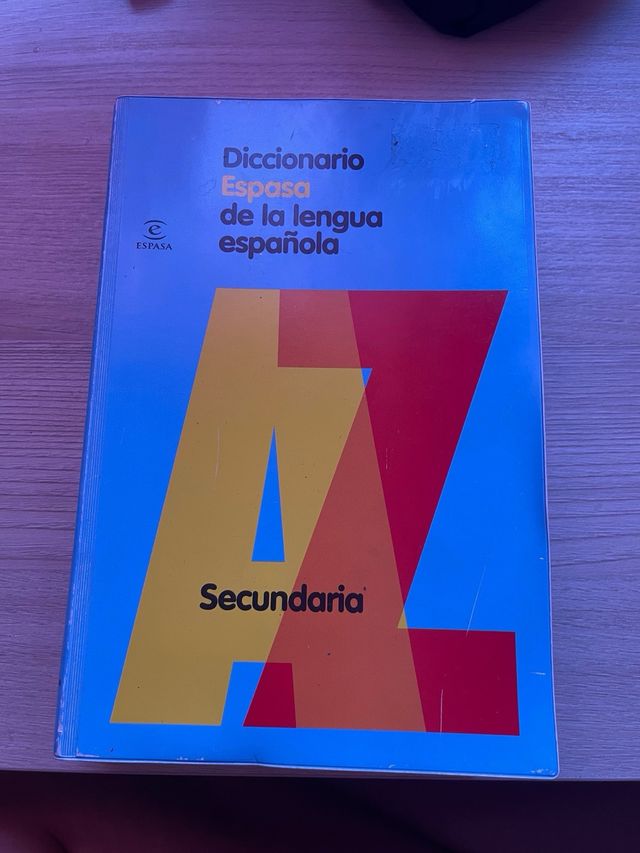 Diccionario
Espasa
de la lengua
española
e
ESPASA
AZ
Secundaria